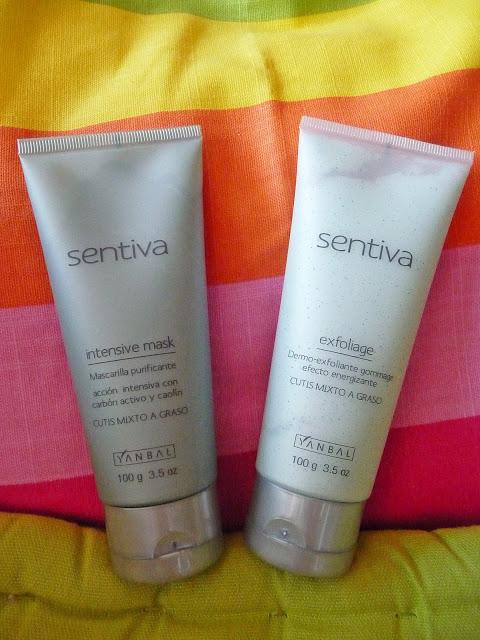 sentiva
intensive mask
Mascarilla purificante
acción intensiva con
carbón activo y caolín
CUTIS MIXTO A GRASO
YANBAL
100 g 3.5 oz
sentiva
exfoliage
Dermo-exfoliante gommage
efecto energizante
CUTIS MIXTO A GRASO
YANBAL
100 g 3.5 oz